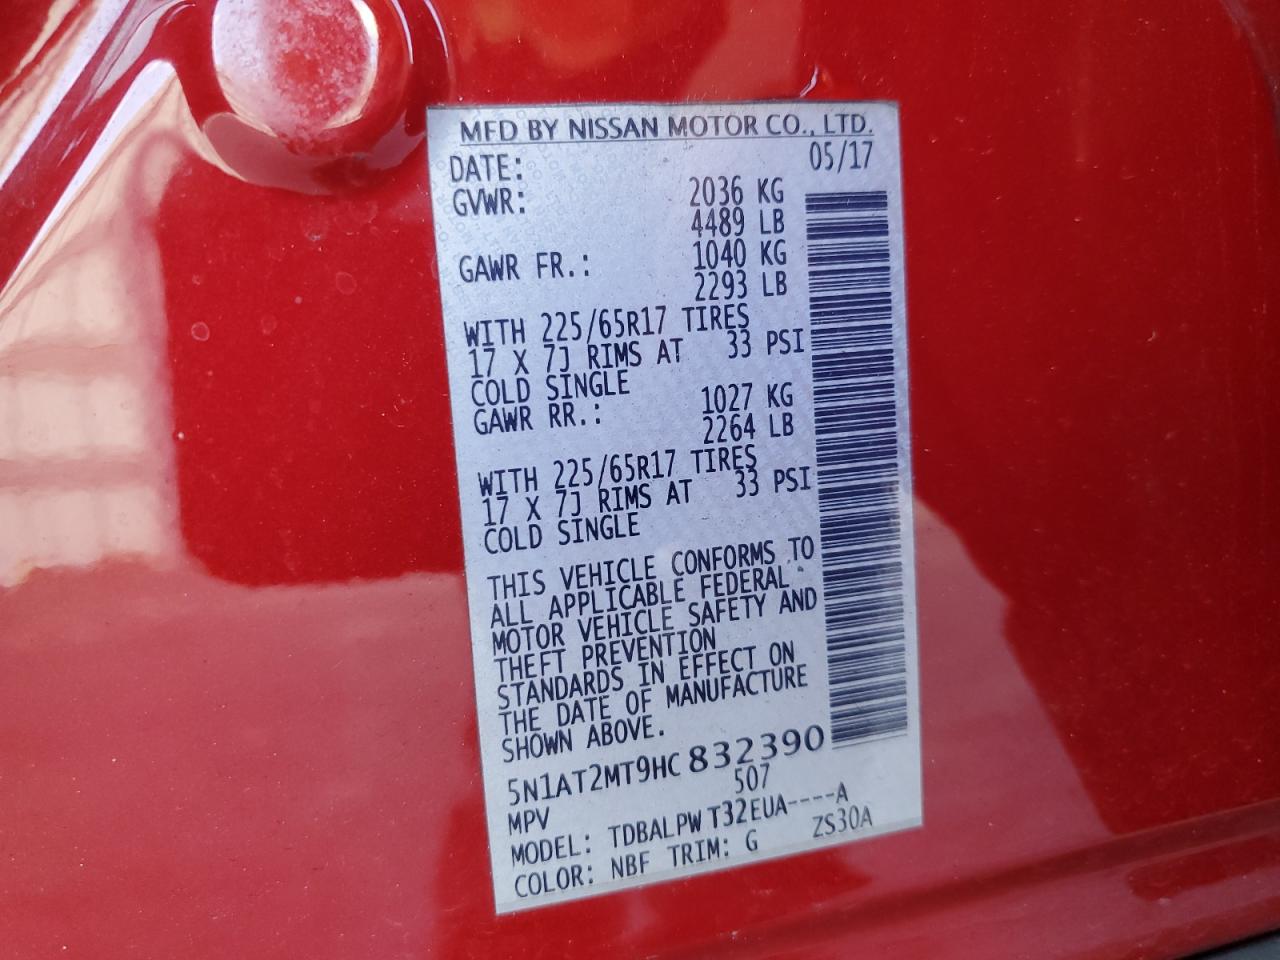 MFD BY NISSAN MOTOR CO., LTD.
DATE: 05/17
GVWR: 2036 KG
4489 LB
GAWR FR.: 1040 KG
2293 LB
WITH 225/65R17 TIRES
17 X 7J RIMS AT 33 PSI
COLD SINGLE
GAWR RR.: 1027 KG
2264 LB
WITH 225/65R17 TIRES
17 X 7J RIMS AT 33 PSI
COLD SINGLE
THIS VEHICLE CONFORMS TO
ALL APPLICABLE FEDERAL
MOTOR VEHICLE SAFETY AND
THEFT PREVENTION
STANDARDS IN EFFECT ON
THE DATE OF MANUFACTURE
SHOWN ABOVE.
5N1AT2MT9HC 832390
MPV 507
MODEL: TDBALPW T32EUA----A
COLOR: NBF TRIM: G ZS30A